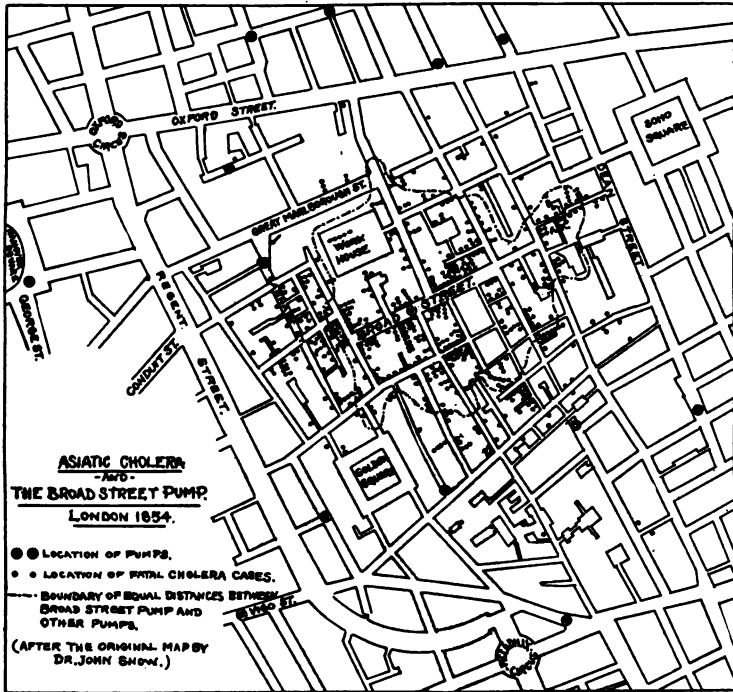 OXFORD STREET.
OXFORD
CIRCUS
SOHO
SQUARE
DEAN
STREET
GREAT MARLBOROUGH ST.
WORK
HOUSE
REGENT
STREET.
GEORGE ST.
CONDUIT ST.
STREET.
GOLDEN
SQUARE
VIGO ST.
CIRCUS
ASIATIC CHOLERA
-AND-
THE BROAD STREET PUMP.
LONDON 1854.
LOCATION OF PUMPS.
LOCATION OF FATAL CHOLERA CASES.
BOUNDARY OF EQUAL DISTANCES BETWEEN
BROAD STREET PUMP AND
OTHER PUMPS.
(AFTER THE ORIGINAL MAP BY
DR. JOHN SNOW.)